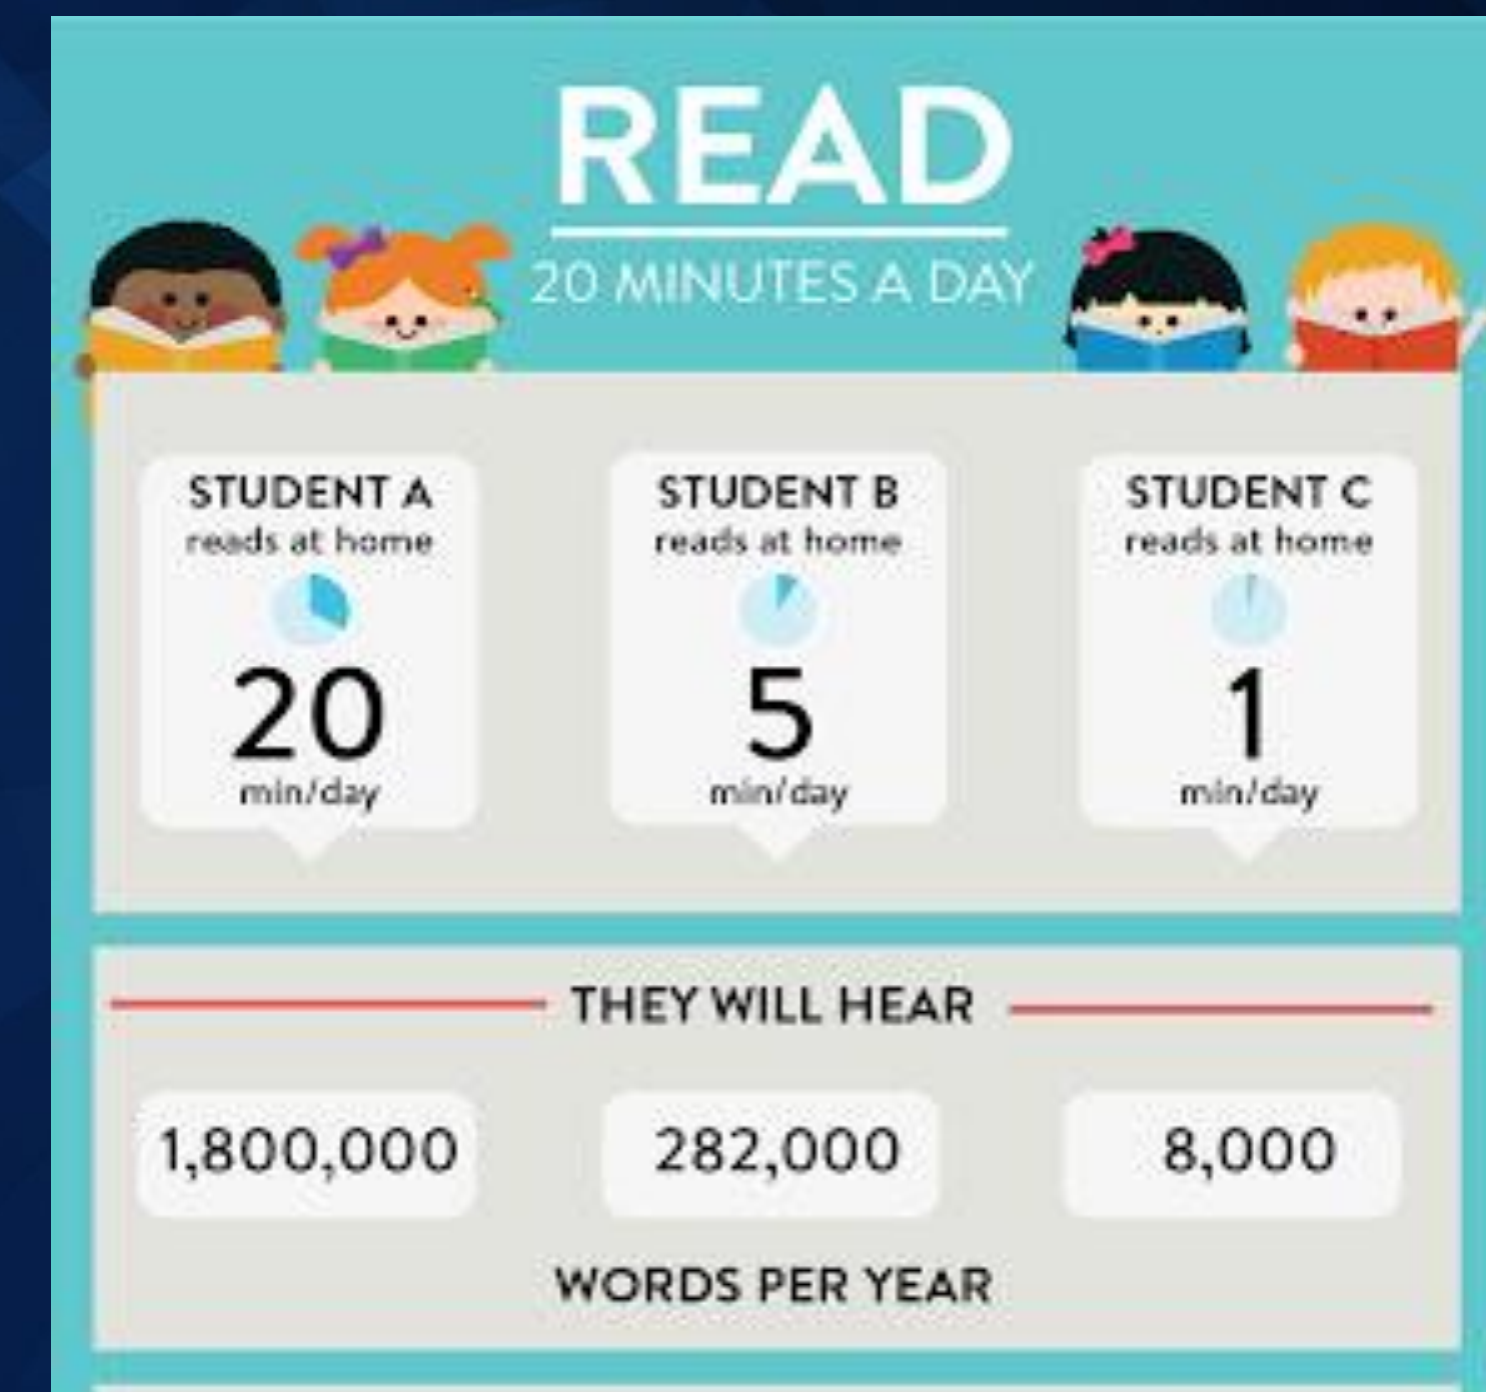 READ
20 MINUTES A DAY
STUDENT A
reads at home
20
min/day
STUDENT B
reads at home
5
min/day
STUDENT C
reads at home
1
min/day
THEY WILL HEAR
1,800,000
282,000
8,000
WORDS PER YEAR